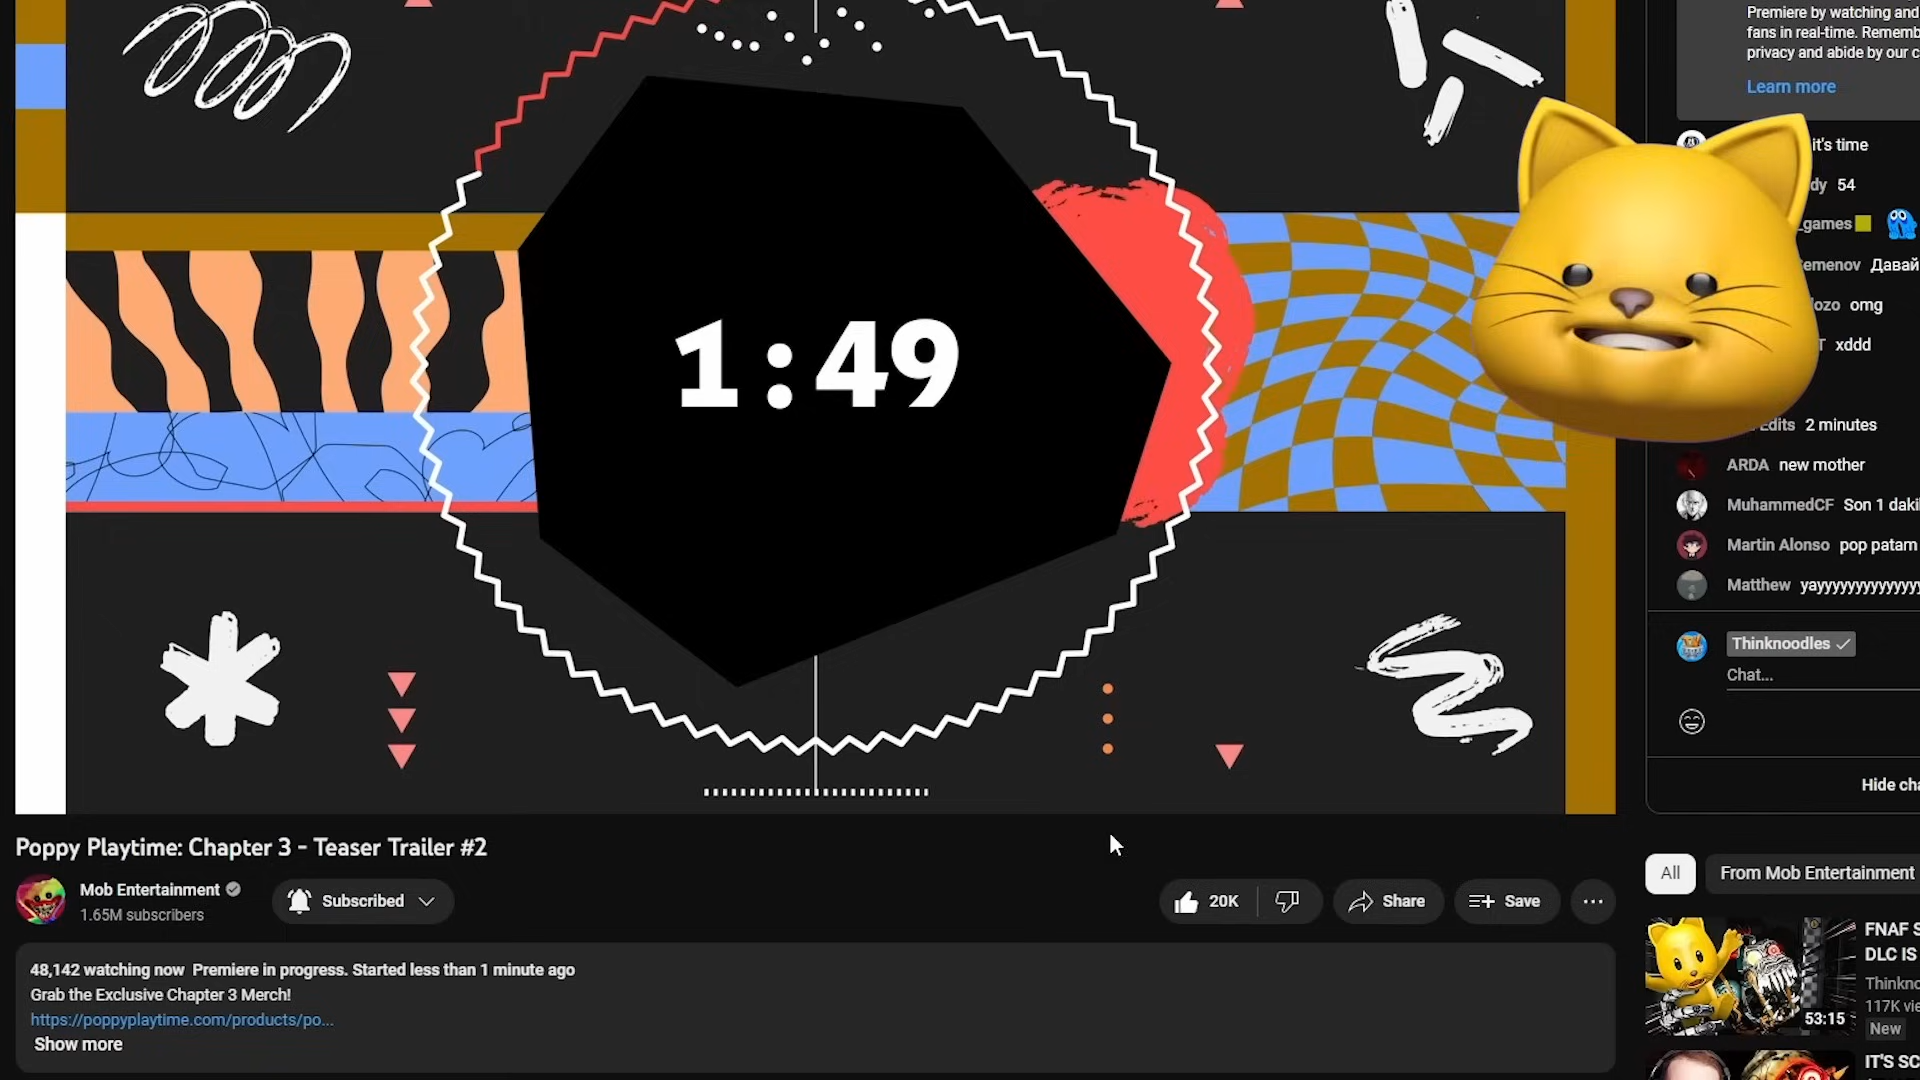 Premiere by watching and
fans in real-time. Rememb
privacy and abide by our c
Learn more
it's time
dy 54
_games
emenov Давай
lozo omg
T xddd
Edits 2 minutes
ARDA new mother
MuhammedCF Son 1 daki
Martin Alonso pop patam
Matthew yayyyyyyyyyyyyy
Thinknoodles
Chat...
Hide cha
1:49
Poppy Playtime: Chapter 3 - Teaser Trailer #2
Mob Entertainment
1.65M subscribers
Subscribed
20K
Share
Save
48,142 watching now Premiere in progress. Started less than 1 minute ago
Grab the Exclusive Chapter 3 Merch!
https://poppyplaytime.com/products/po...
Show more
All
From Mob Entertainment
FNAF S
DLC IS
Thinkno
117K vie
New
53:15
IT'S SC